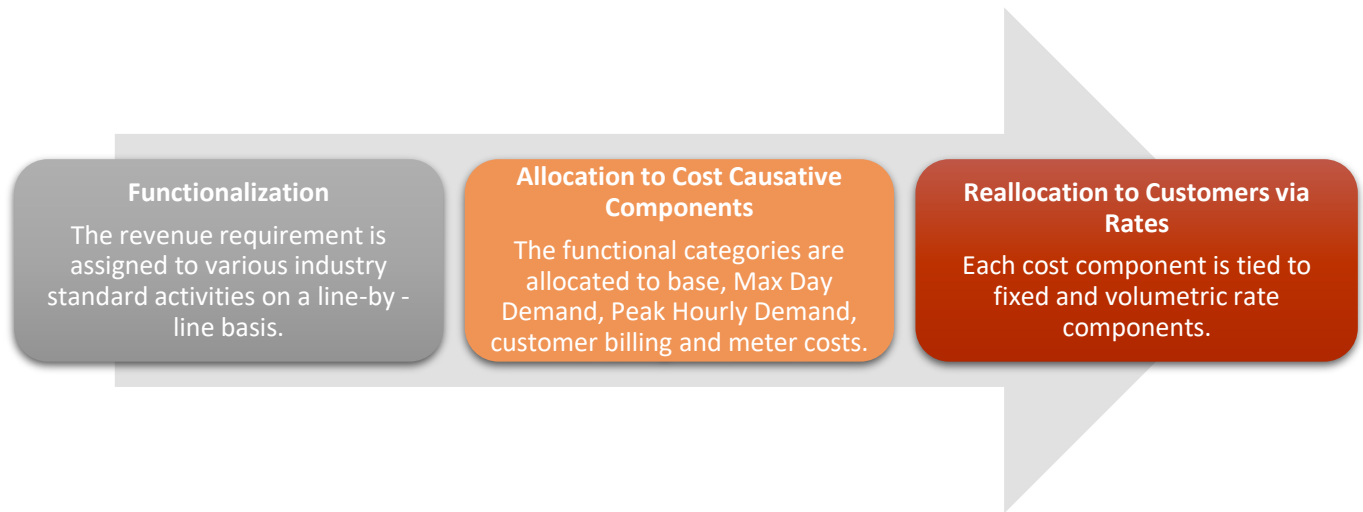 Functionalization
The revenue requirement is
assigned to various industry
standard activities on a line-by -
line basis.
Allocation to Cost Causative
Components
The functional categories are
allocated to base, Max Day
Demand, Peak Hourly Demand,
customer billing and meter costs.
Reallocation to Customers via
Rates
Each cost component is tied to
fixed and volumetric rate
components.